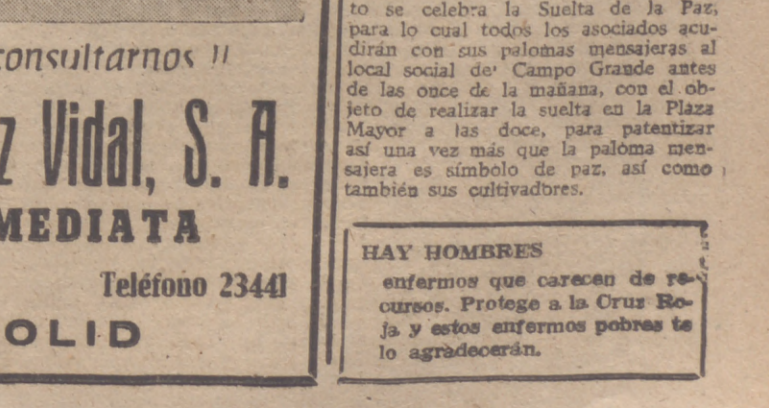 consultarnos !!
z Vidal, S. A.
MEDIATA
Teléfono 23441
OLID
to se celebra la Suelta de la Paz,
para lo cual todos los asociados acu-
dirán con sus palomas mensajeras al
local social de Campo Grande antes
de las once de la mañana, con el ob-
jeto de realizar la suelta en la Plaza
Mayor a las doce, para patentizar
así una vez más que la paloma men-
sajera es símbolo de paz, así como
también sus cultivadores.
HAY HOMBRES
enfermos que carecen de re-
cursos. Protege a la Cruz Ro-
ja y estos enfermos pobres te
lo agradecerán.